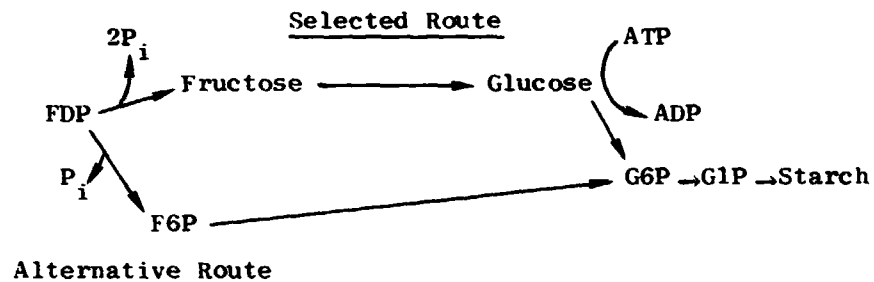 Selected Route
2Pi
ATP
Fructose
Glucose
FDP
ADP
Pi
G6P → G1P → Starch
F6P
Alternative Route